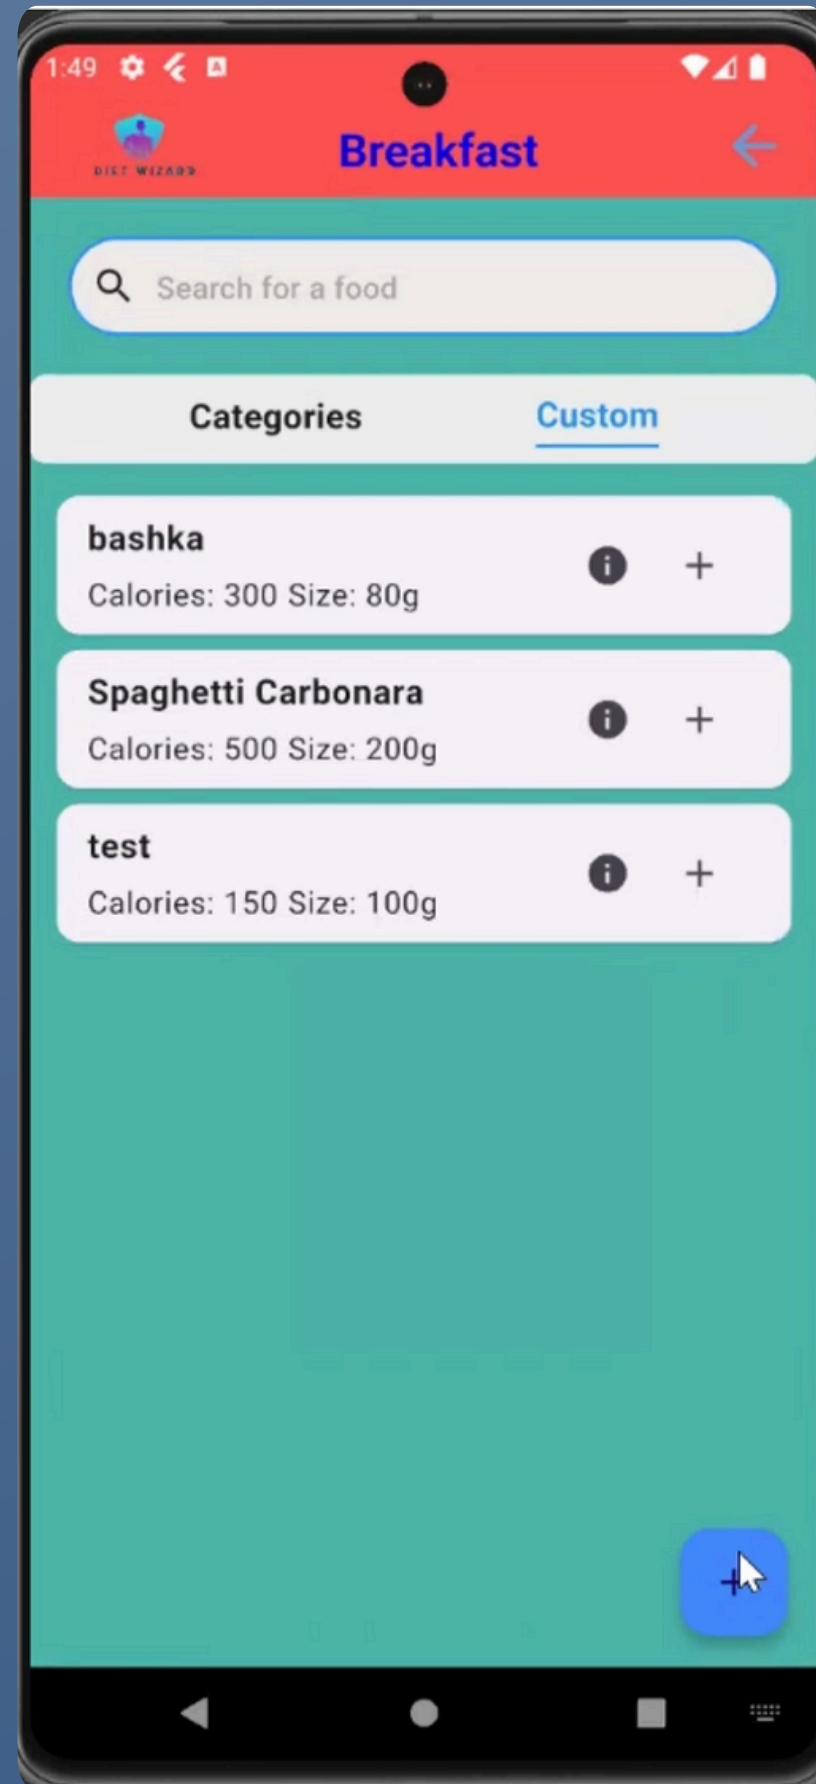 1:49
DIET WIZARD
Breakfast
Search for a food
Categories
Custom
bashka
Calories: 300 Size: 80g
Spaghetti Carbonara
Calories: 500 Size: 200g
test
Calories: 150 Size: 100g